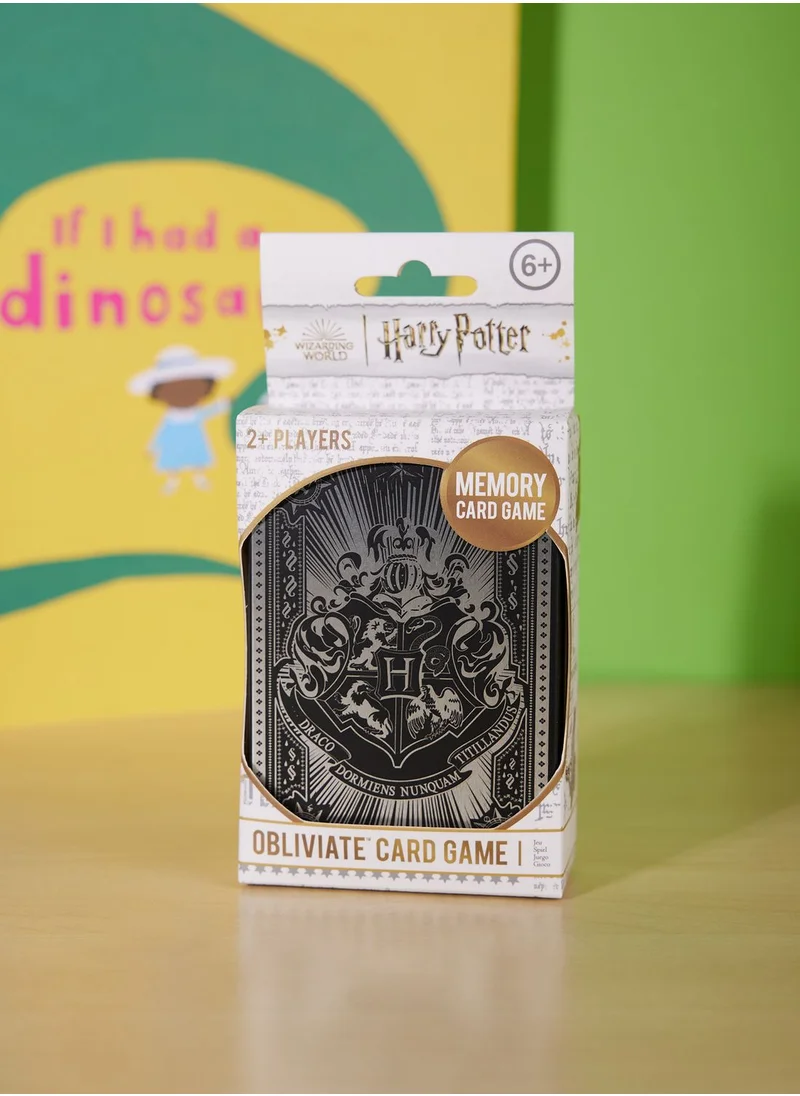 If I had a
dinosa
6+
WIZARDING
WORLD
Harry Potter
2+ PLAYERS
MEMORY
CARD GAME
H
DRACO
DORMIENS NUNQUAM
TITILLANDUS
OBLIVIATE™ CARD GAME |
Jeu
Spiel
Juego
Gioco